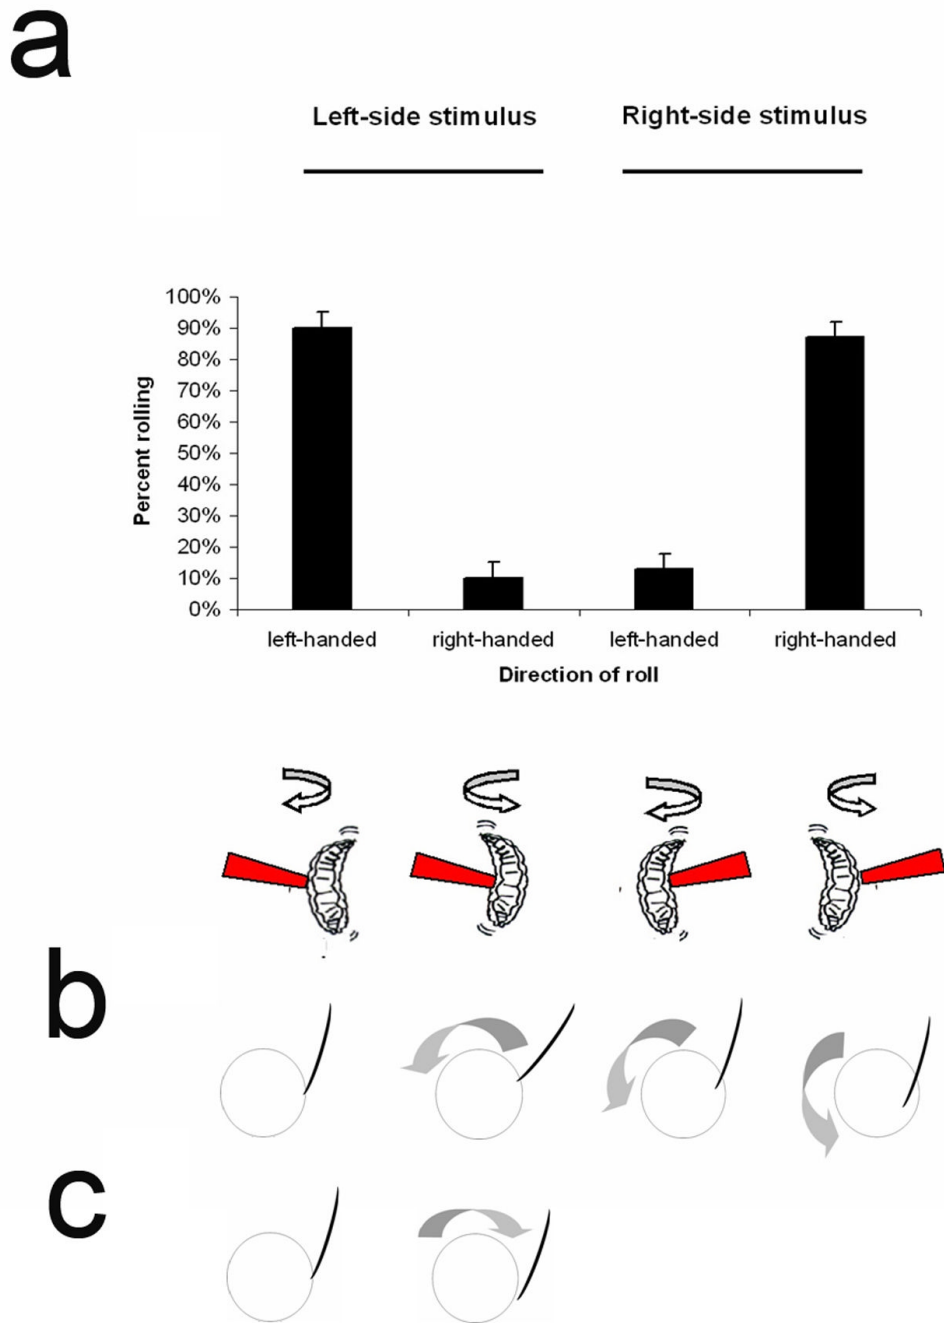 a
Left-side stimulus Right-side stimulus
100%
90%
80%
70%
60%
50%
40%
30%
20%
10%
0%
Percent rolling
left-handed right-handed left-handed right-handed
Direction of roll
b
c